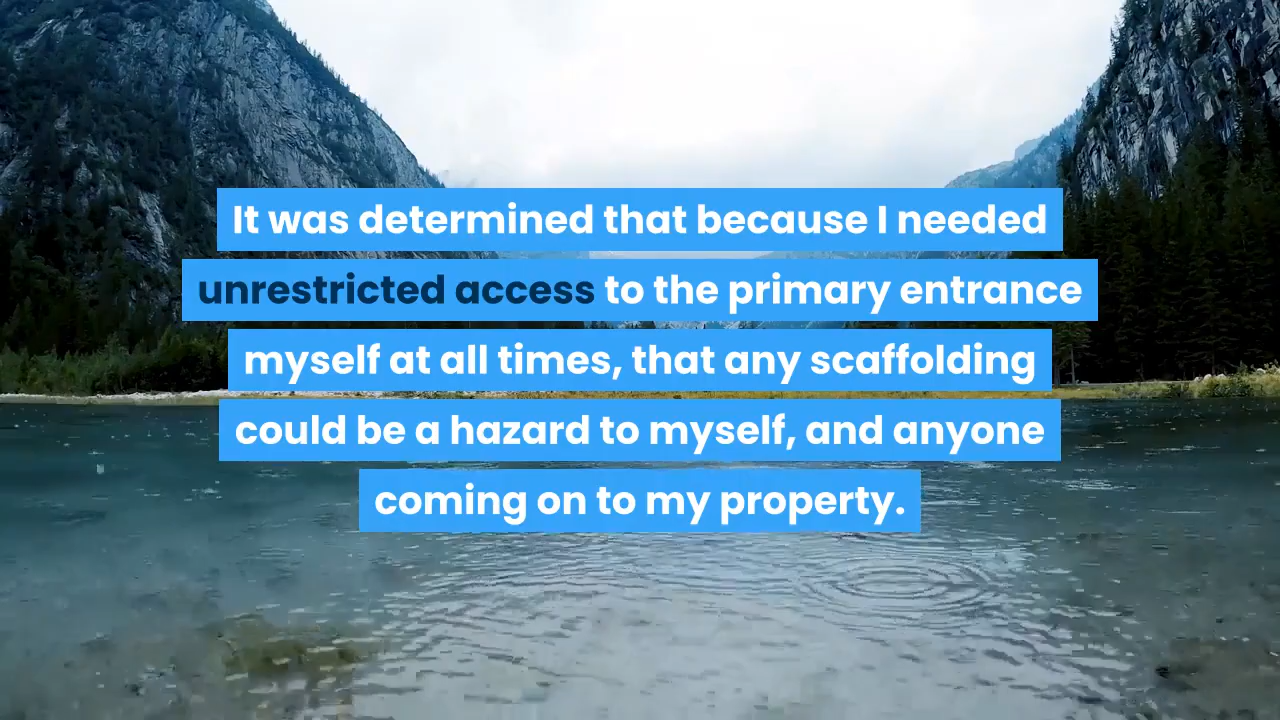 It was determined that because I needed
unrestricted access to the primary entrance
myself at all times, that any scaffolding
could be a hazard to myself, and anyone
coming on to my property.